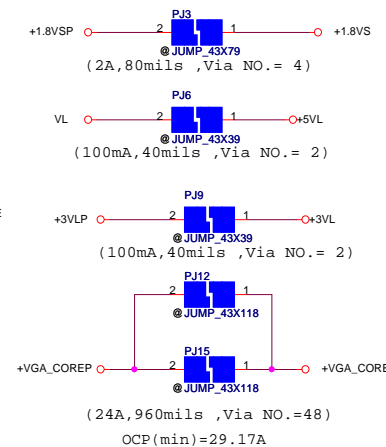 PJ3
+1.8VSP 2 1 +1.8VS
@ JUMP_43X79
(2A,80mils ,Via NO.= 4)
PJ6
VL 2 1 +5VL
@ JUMP_43X39
(100mA,40mils ,Via NO.= 2)
PJ9
E
+3VLP 2 1 +3VL
@ JUMP_43X39
(100mA,40mils ,Via NO.= 2)
PJ12
2 1
@ JUMP_43X118
PJ15
+VGA_COREP 2 1 +VGA_CORE
@ JUMP_43X118
(24A,960mils ,Via NO.=48)
OCP(min)=29.17A